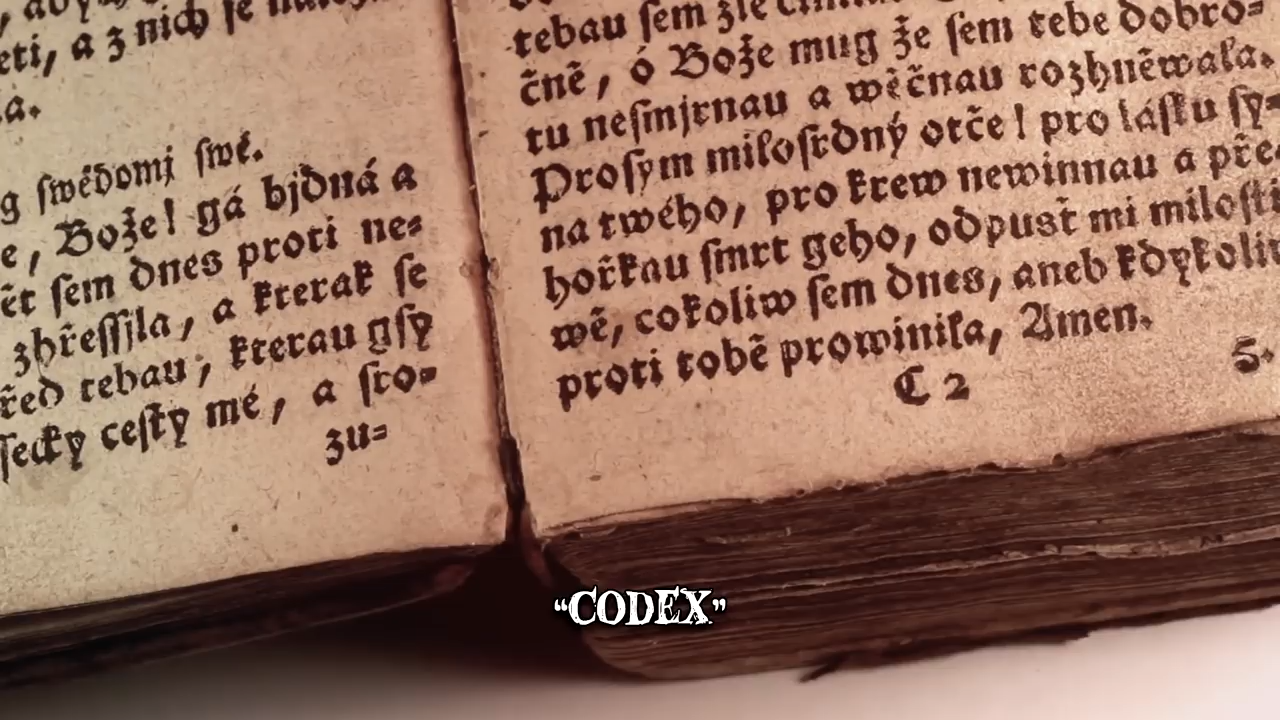 z nich se
eti, a z
a.
g swědomj swé.
e, Bože! gá bjdná a
ět sem dnes proti ne=
zhřessyla, a kterak se
řed tebau; kterau gsy
ssecky cesty mé, a sro=
zu=
tebau sem zle
čně, ó Bože mug že sem tebe dobro=
tu nesmjrnau a wěčnau rozhněwala.
Prosym milosrdný otče! pro lásku sy=
na twého, pro krew newinnau a pře
hořkau smrt geho, odpusť mi milosti
wě, cokoliw sem dnes, aneb kdykoliw
proti tobě prowinila, Amen.
C 2
5.
“CODEX”